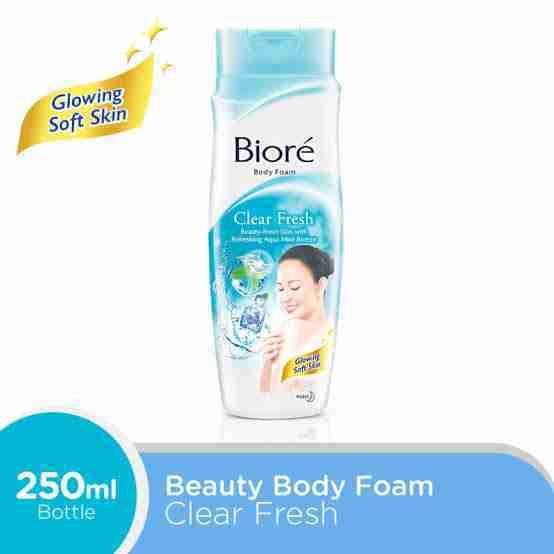 Glowing
Soft Skin
Bioré
Body Foam
Clear Fresh
Beauty-Fresh Skin with
Refreshing Aqua Mint Breeze
Glowing
Soft Skin
250ml
Bottle
Beauty Body Foam
Clear Fresh